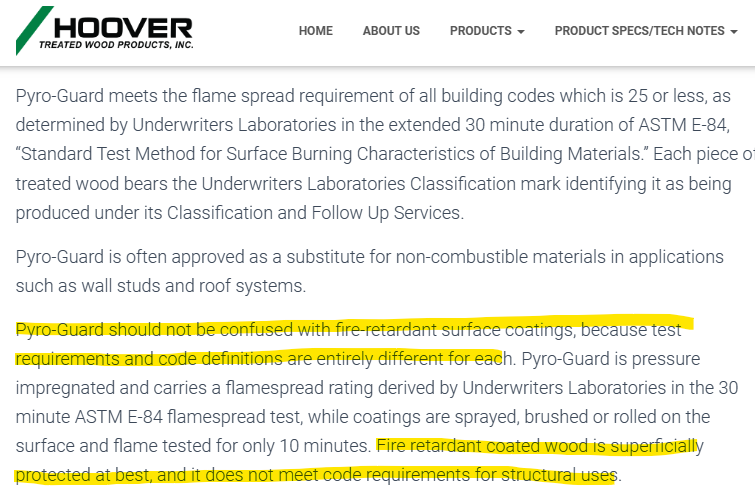 HOOVER
TREATED WOOD PRODUCTS, INC.
HOME ABOUT US PRODUCTS PRODUCT SPECS/TECH NOTES
Pyro-Guard meets the flame spread requirement of all building codes which is 25 or less, as
determined by Underwriters Laboratories in the extended 30 minute duration of ASTM E-84,
“Standard Test Method for Surface Burning Characteristics of Building Materials.” Each piece of
treated wood bears the Underwriters Laboratories Classification mark identifying it as being
produced under its Classification and Follow Up Services.
Pyro-Guard is often approved as a substitute for non-combustible materials in applications
such as wall studs and roof systems.
Pyro-Guard should not be confused with fire-retardant surface coatings, because test
requirements and code definitions are entirely different for each. Pyro-Guard is pressure
impregnated and carries a flamespread rating derived by Underwriters Laboratories in the 30
minute ASTM E-84 flamespread test, while coatings are sprayed, brushed or rolled on the
surface and flame tested for only 10 minutes. Fire retardant coated wood is superficially
protected at best, and it does not meet code requirements for structural uses.